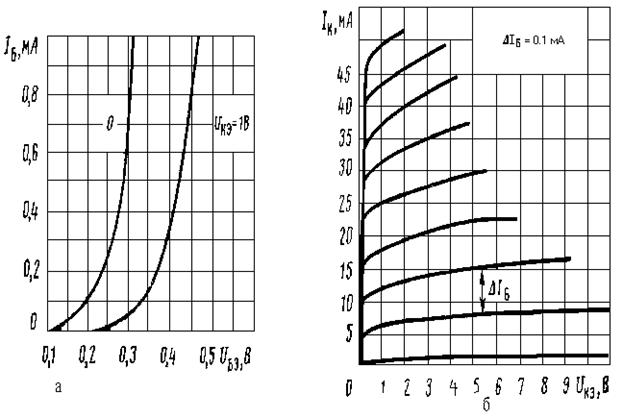 I_Б, мА
0,8
0,6
0,4
0,2
0
0
U_КЭ=1В
0,1 0,2 0,3 0,4 0,5 U_БЭ, В
а
I_К, мА
ΔI_Б = 0.1 мА
45
40
35
30
25
20
15
10
5
ΔI_Б
0 1 2 3 4 5 6 7 8 9 U_КЭ, В
б